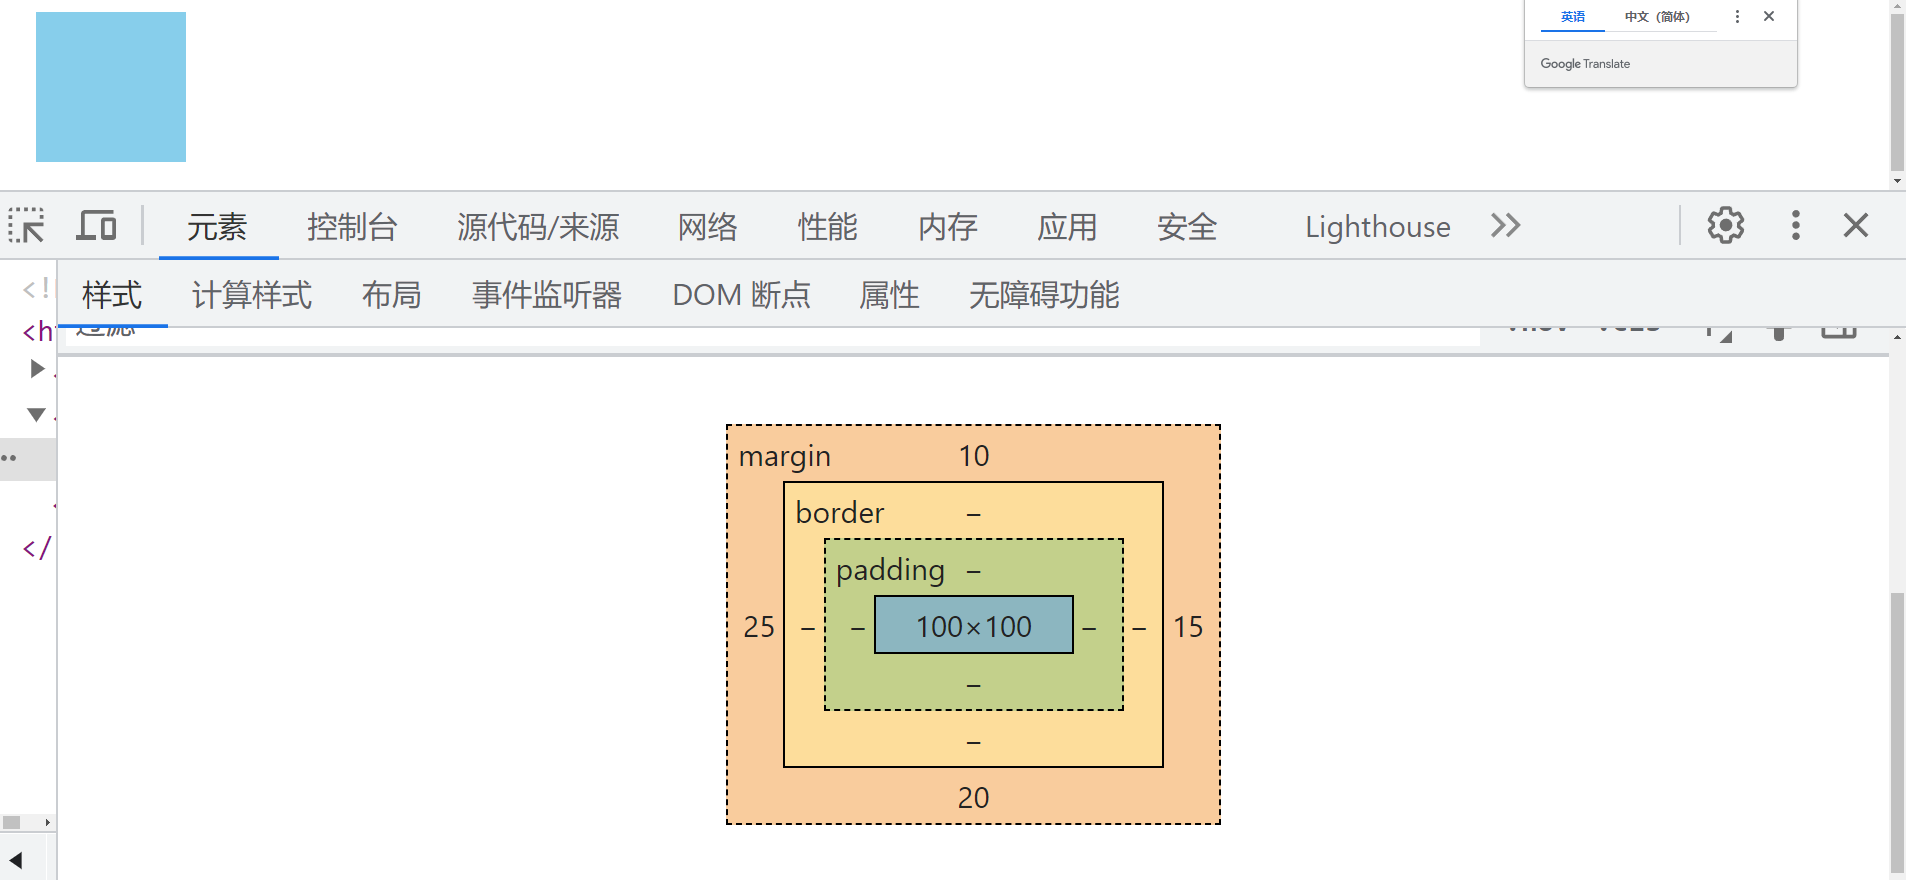 英语 中文（简体）
Google Translate
元素 控制台 源代码/来源 网络 性能 内存 应用 安全 Lighthouse
<! 样式 计算样式 布局 事件监听器 DOM 断点 属性 无障碍功能
<h
margin 10
border –
padding –
25 – – 100×100 – – 15
</
–
–
20